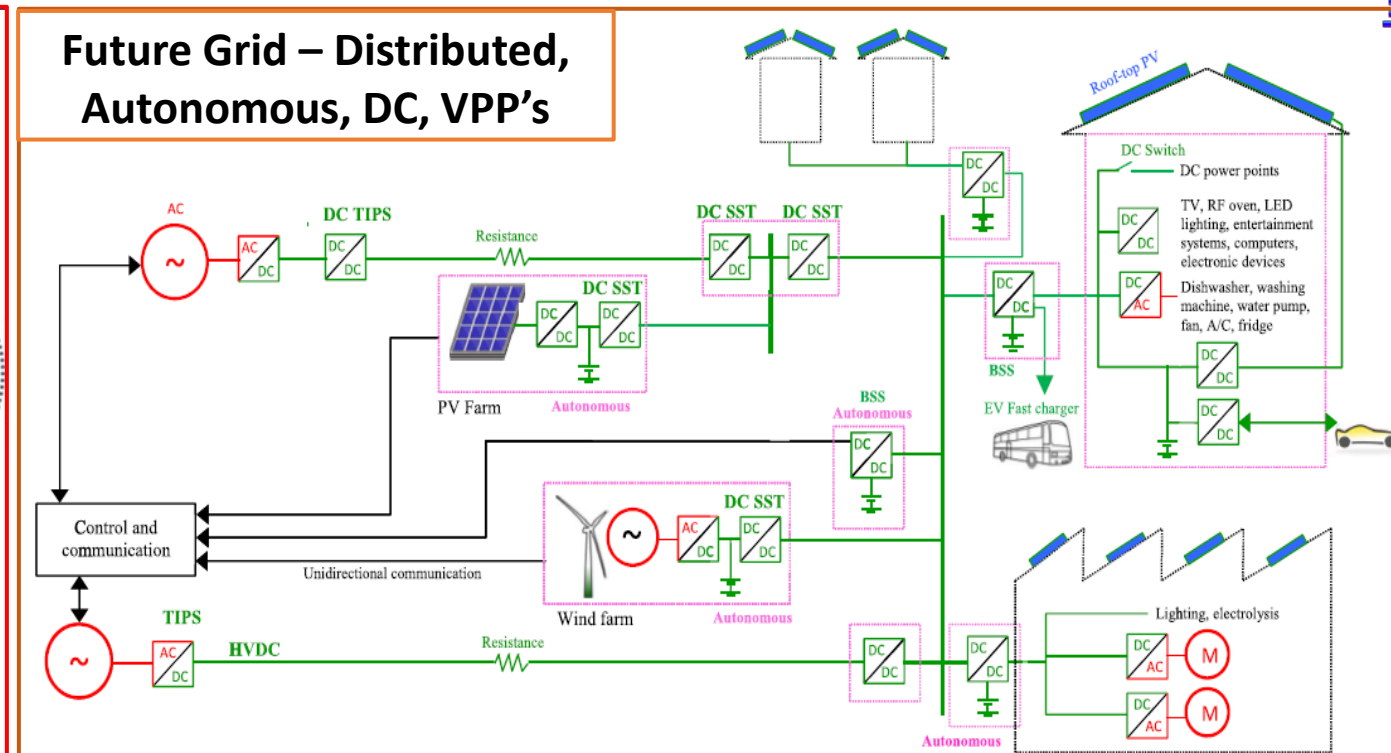 Future Grid – Distributed,
Autonomous, DC, VPP's
Roof-top PV
DC
DC
DC Switch
DC power points
DC
DC
TV, RF oven, LED
lighting, entertainment
systems, computers,
electronic devices
DC
AC
Dishwasher, washing
machine, water pump,
fan, A/C, fridge
DC
DC
DC
DC
AC
~
AC
DC
DC TIPS
DC
DC
Resistance
DC SST
DC SST
DC
DC
DC
DC
DC
DC
BSS
EV Fast charger
DC SST
DC
DC
DC
DC
PV Farm
Autonomous
BSS
Autonomous
DC
DC
Control and
communication
Unidirectional communication
~
AC
DC
DC SST
DC
DC
Wind farm
Autonomous
TIPS
~
AC
DC
HVDC
Resistance
DC
DC
DC
DC
Autonomous
Lighting, electrolysis
DC
AC
M
DC
AC
M